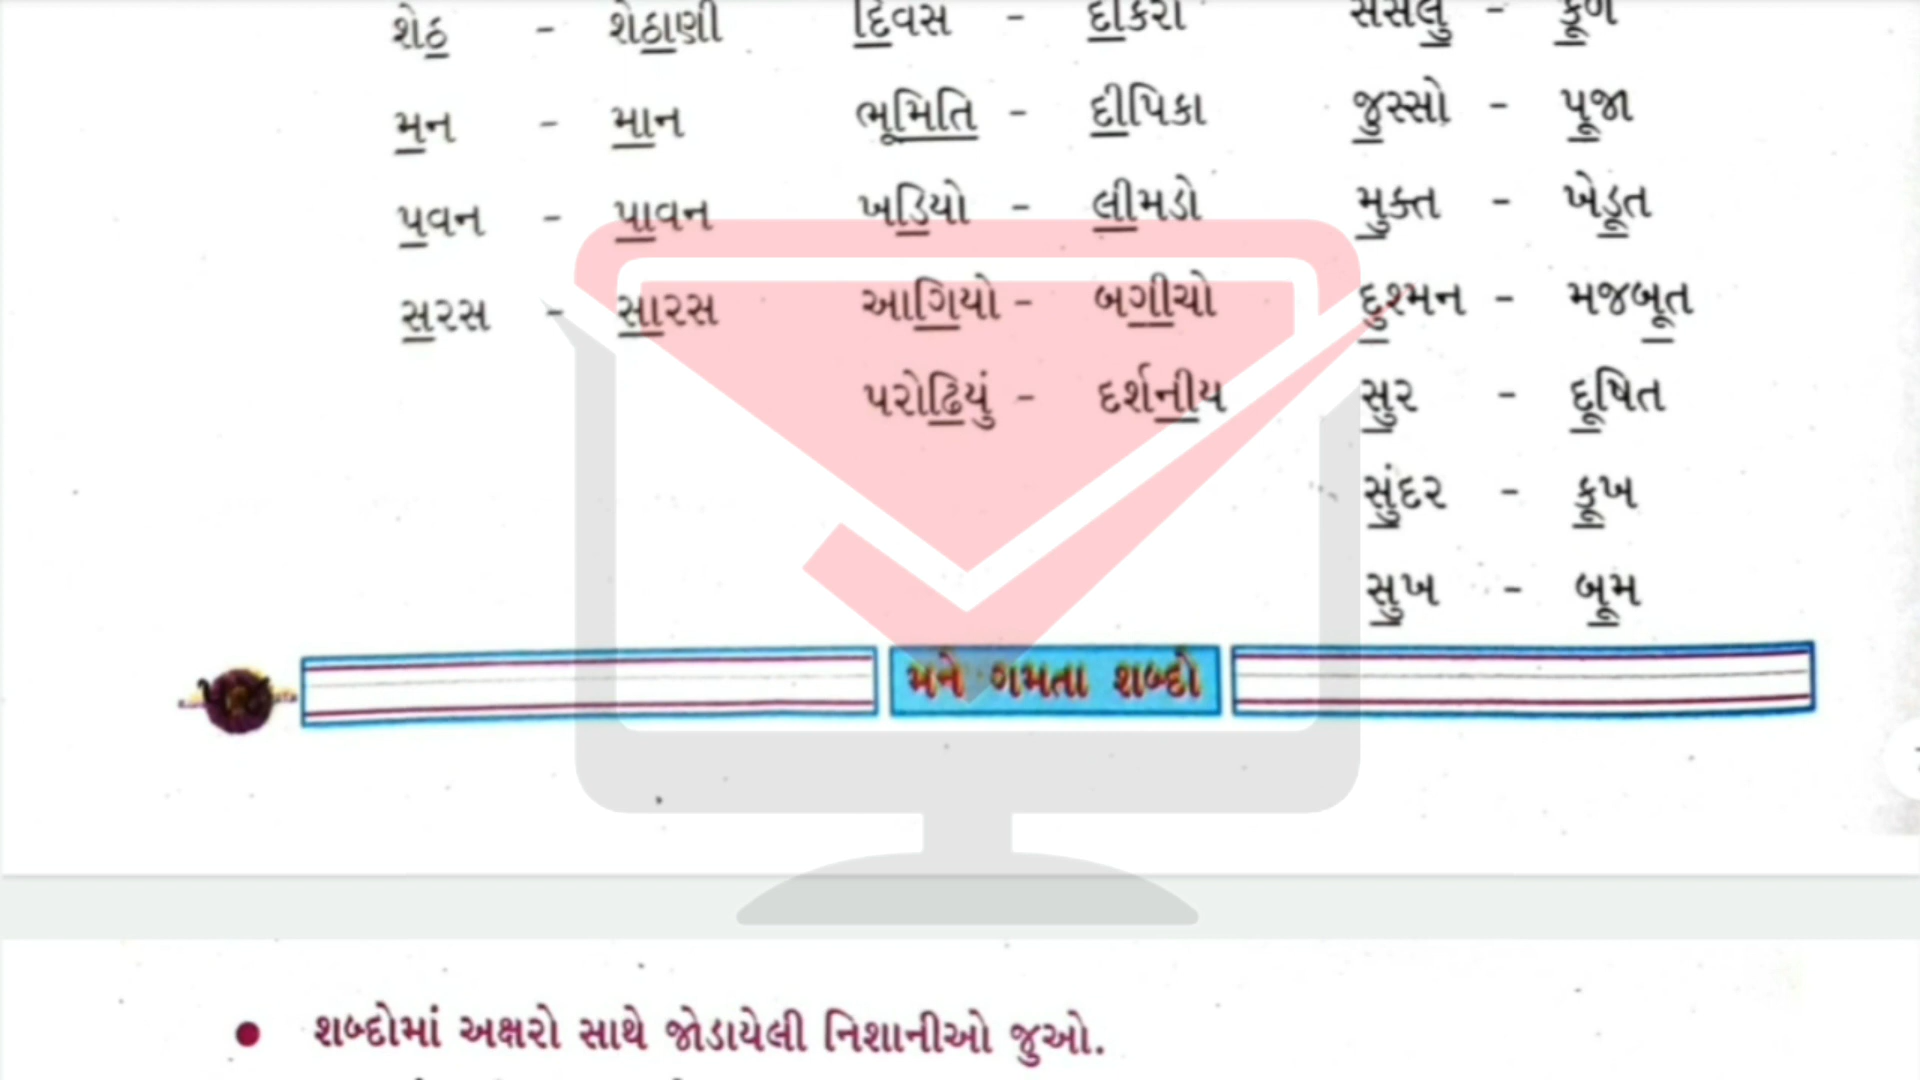 શેઠ - શેઠાણી દિવસ - દીકરો સસલુ - ફૂળ
મન - માન ભૂમિતિ - દીપિકા જુસ્સો - પૂજા
પવન - પાવન ખડિયો - લીમડો મુક્ત - ખેડૂત
સરસ - સારસ આગિયો - બગીચો દુશ્મન - મજબૂત
પરોઢિયું - દર્શનીય સુર - દૂષિત
સુંદર - કૂખ
સુખ - બૂમ
મને ગમતા શબ્દો
શબ્દોમાં અક્ષરો સાથે જોડાયેલી નિશાનીઓ જુઓ.